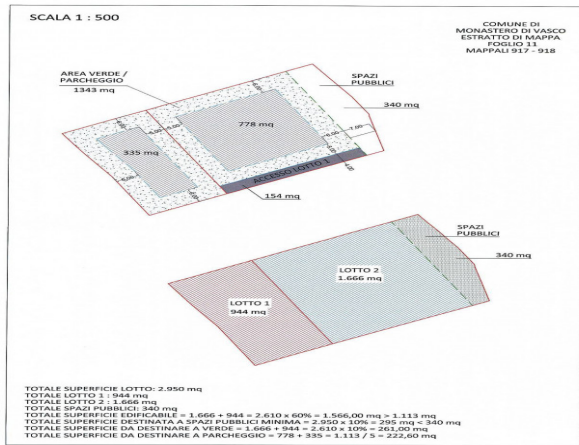 SCALA 1 : 500
COMUNE DI
MONASTERO DI VASCO
ESTRATTO DI MAPPA
FOGLIO 11
MAPPALI 917 - 918
AREA VERDE /
PARCHEGGIO
1343 mq
SPAZI
PUBBLICI
340 mq
778 mq
335 mq
ACCESSO LOTTO 1
154 mq
SPAZI
PUBBLICI
340 mq
LOTTO 2
1.666 mq
LOTTO 1
944 mq
TOTALE SUPERFICIE LOTTO: 2.950 mq
TOTALE LOTTO 1 : 944 mq
TOTALE LOTTO 2 : 1.666 mq
TOTALE SPAZI PUBBLICI: 340 mq
TOTALE SUPERFICIE EDIFICABILE = 1.666 + 944 = 2.610 x 60% = 1.566,00 mq > 1.113 mq
TOTALE SUPERFICIE DESTINATA A SPAZI PUBBLICI MINIMA = 2.950 x 10% = 295 mq < 340 mq
TOTALE SUPERFICIE DA DESTINARE A VERDE = 1.666 + 944 = 2.610 x 10% = 261,00 mq
TOTALE SUPERFICIE DA DESTINARE A PARCHEGGIO = 778 + 335 = 1.113 / 5 = 222,60 mq